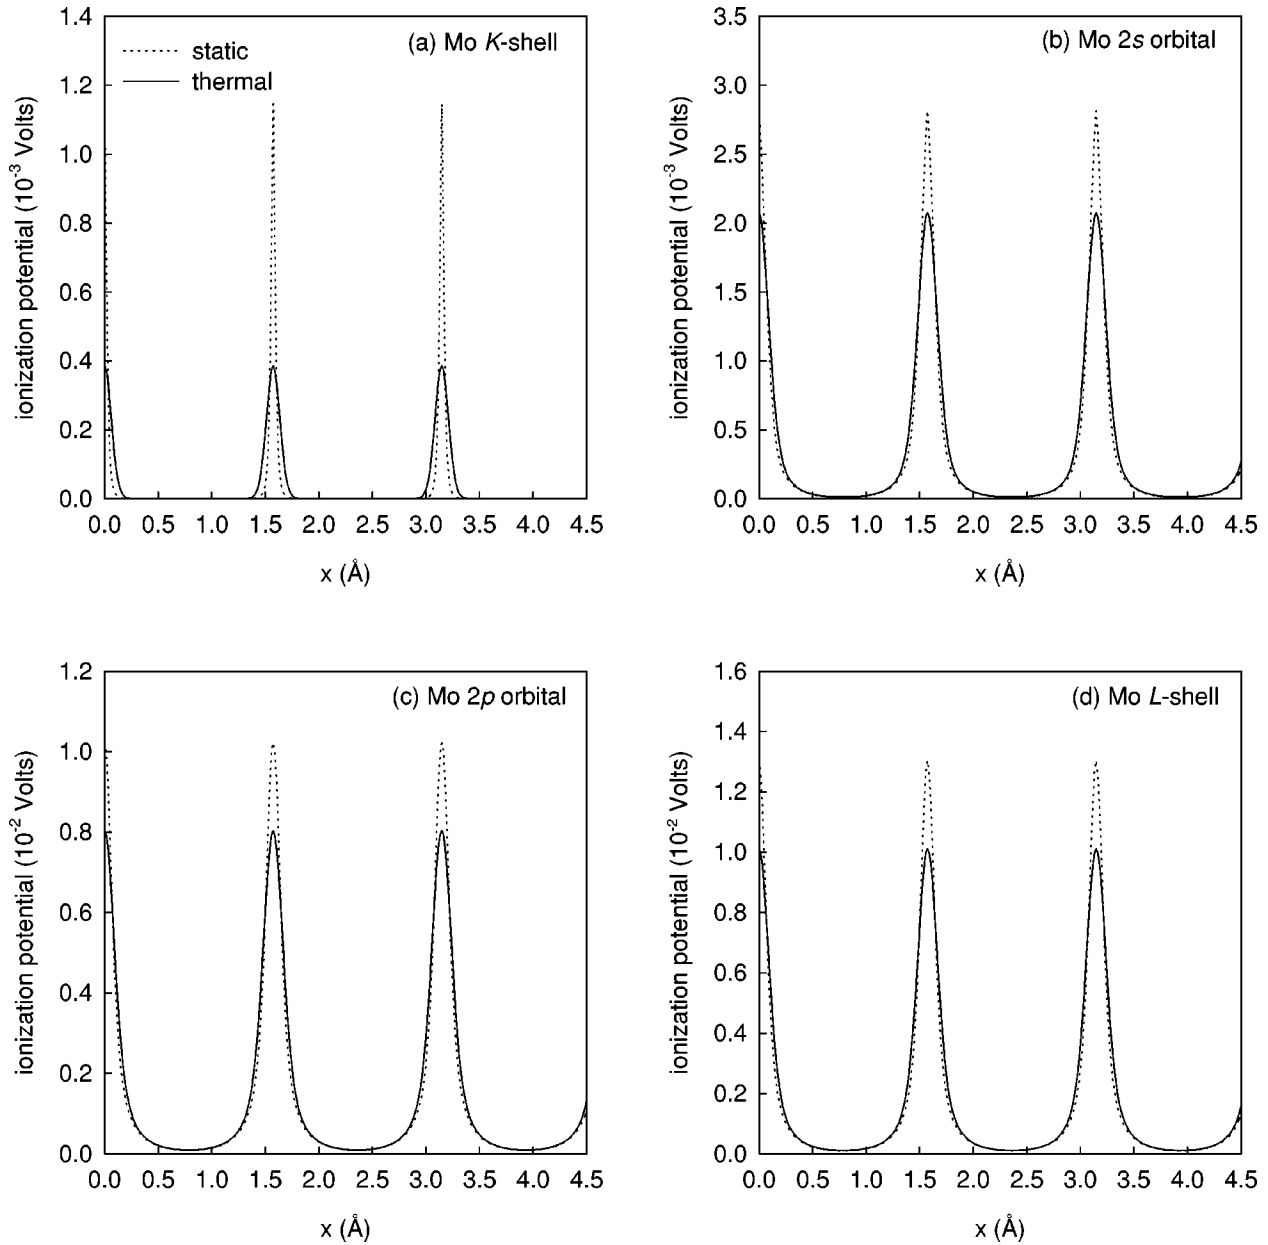 (a) Mo K-shell
static
thermal
1.4
1.2
1.0
0.8
0.6
0.4
0.2
0.0
ionization potential (10⁻³ Volts)
0.0 0.5 1.0 1.5 2.0 2.5 3.0 3.5 4.0 4.5
x (Å)
(b) Mo 2s orbital
3.5
3.0
2.5
2.0
1.5
1.0
0.5
0.0
ionization potential (10⁻³ Volts)
0.0 0.5 1.0 1.5 2.0 2.5 3.0 3.5 4.0 4.5
x (Å)
(c) Mo 2p orbital
1.2
1.0
0.8
0.6
0.4
0.2
0.0
ionization potential (10⁻² Volts)
0.0 0.5 1.0 1.5 2.0 2.5 3.0 3.5 4.0 4.5
x (Å)
(d) Mo L-shell
1.6
1.4
1.2
1.0
0.8
0.6
0.4
0.2
0.0
ionization potential (10⁻² Volts)
0.0 0.5 1.0 1.5 2.0 2.5 3.0 3.5 4.0 4.5
x (Å)